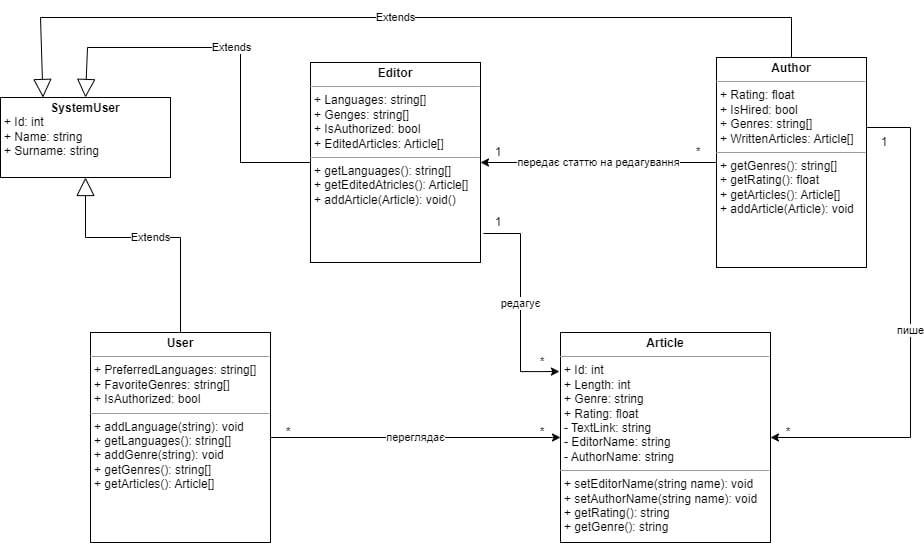 Extends
Extends
SystemUser
+ Id: int
+ Name: string
+ Surname: string
Editor
+ Languages: string[]
+ Genges: string[]
+ IsAuthorized: bool
+ EditedArticles: Article[]
+ getLanguages(): string[]
+ getEditedAtricles(): Article[]
+ addArticle(Article): void()
Author
+ Rating: float
+ IsHired: bool
+ Genres: string[]
+ WrittenArticles: Article[]
+ getGenres(): string[]
+ getRating(): float
+ getArticles(): Article[]
+ addArticle(Article): void
1
передає статтю на редагування
*
1
1
Extends
редагує
*
пише
User
+ PreferredLanguages: string[]
+ FavoriteGenres: string[]
+ IsAuthorized: bool
+ addLanguage(string): void
+ getLanguages(): string[]
+ addGenre(string): void
+ getGenres(): string[]
+ getArticles(): Article[]
*
переглядає
*
Article
+ Id: int
+ Length: int
+ Genre: string
+ Rating: float
- TextLink: string
- EditorName: string
- AuthorName: string
+ setEditorName(string name): void
+ setAuthorName(string name): void
+ getRating(): string
+ getGenre(): string
*